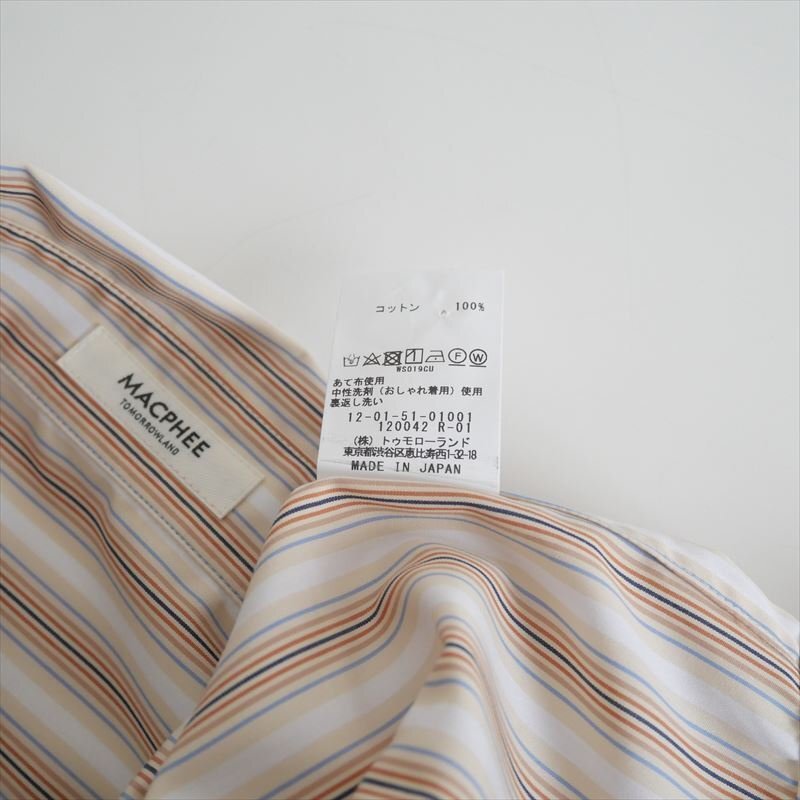 MACPHEE
TOMORROWLAND
コットン 100%
WS019CU
あて布使用
中性洗剤（おしゃれ着用）使用
裏返し洗い
12-01-51-01001
120042 R-01
（株）トゥモローランド
東京都渋谷区恵比寿西1-32-18
MADE IN JAPAN